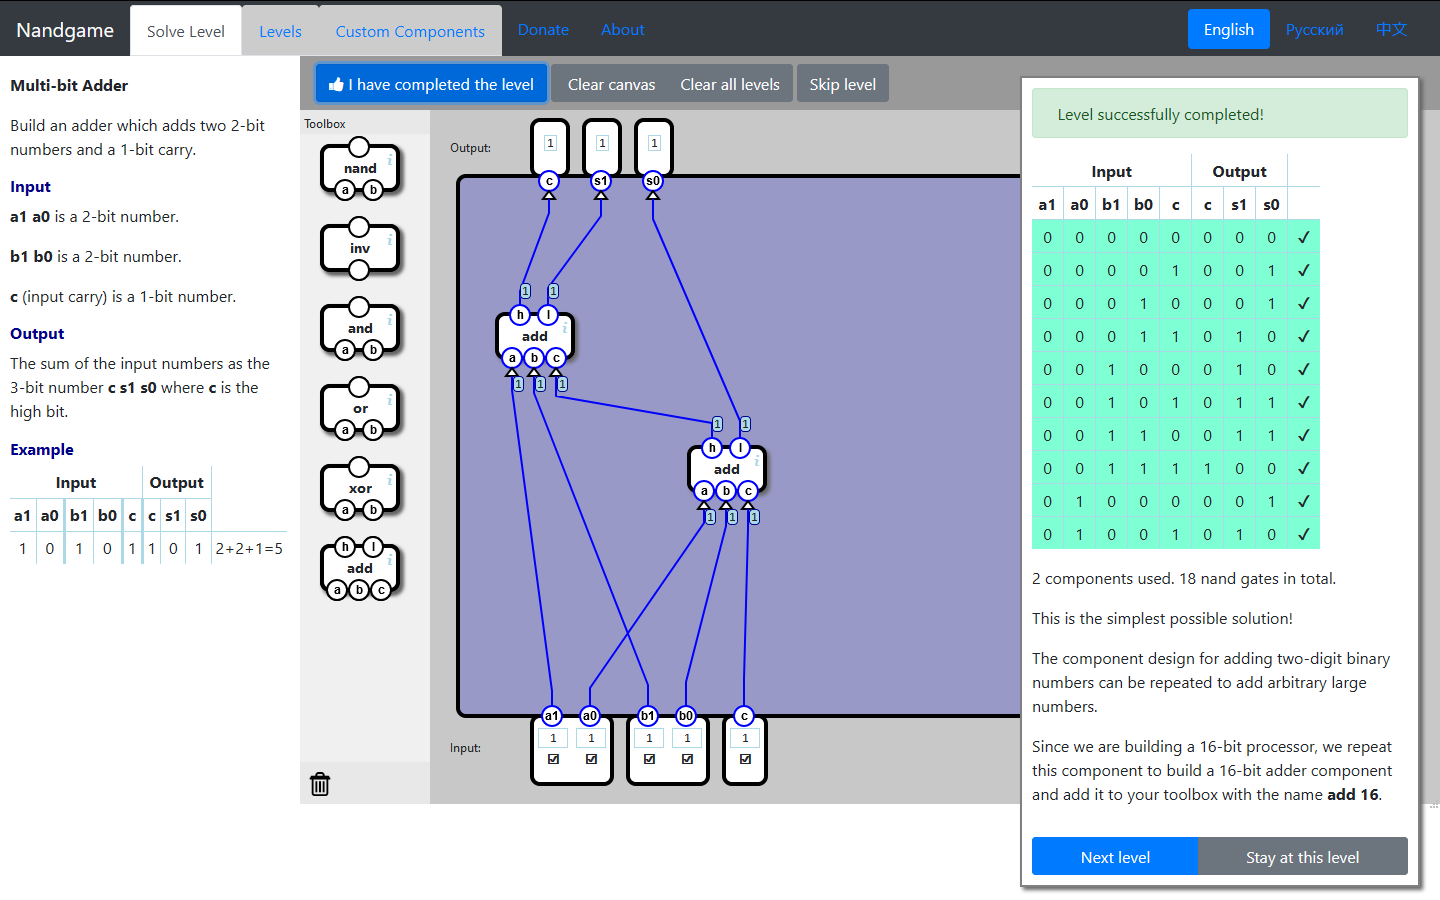 Nandgame
Solve Level
Levels
Custom Components
Donate
About
English
Русский
中文
Multi-bit Adder
Build an adder which adds two 2-bit
numbers and a 1-bit carry.
Input
a1 a0 is a 2-bit number.
b1 b0 is a 2-bit number.
c (input carry) is a 1-bit number.
Output
The sum of the input numbers as the
3-bit number c s1 s0 where c is the
high bit.
Example
Input Output
a1 a0 b1 b0 c c s1 s0
1 0 1 0 1 1 0 1 2+2+1=5
I have completed the level
Clear canvas
Clear all levels
Skip level
Toolbox
nand
a b
inv
and
a b
or
a b
xor
a b
h l
add
a b c
Output:
1 1 1
c s1 s0
1 1
h l
add
a b c
1 1 1
1 1
h l
add
a b c
1 1 1
a1 a0 b1 b0 c
Input:
1 1 1 1 1
Level successfully completed!
Input Output
a1 a0 b1 b0 c c s1 s0
0 0 0 0 0 0 0 0 ✓
0 0 0 0 1 0 0 1 ✓
0 0 0 1 0 0 0 1 ✓
0 0 0 1 1 0 1 0 ✓
0 0 1 0 0 0 1 0 ✓
0 0 1 0 1 0 1 1 ✓
0 0 1 1 0 0 1 1 ✓
0 0 1 1 1 1 0 0 ✓
0 1 0 0 0 0 0 1 ✓
0 1 0 0 1 0 1 0 ✓
2 components used. 18 nand gates in total.
This is the simplest possible solution!
The component design for adding two-digit binary
numbers can be repeated to add arbitrary large
numbers.
Since we are building a 16-bit processor, we repeat
this component to build a 16-bit adder component
and add it to your toolbox with the name add 16.
Next level
Stay at this level